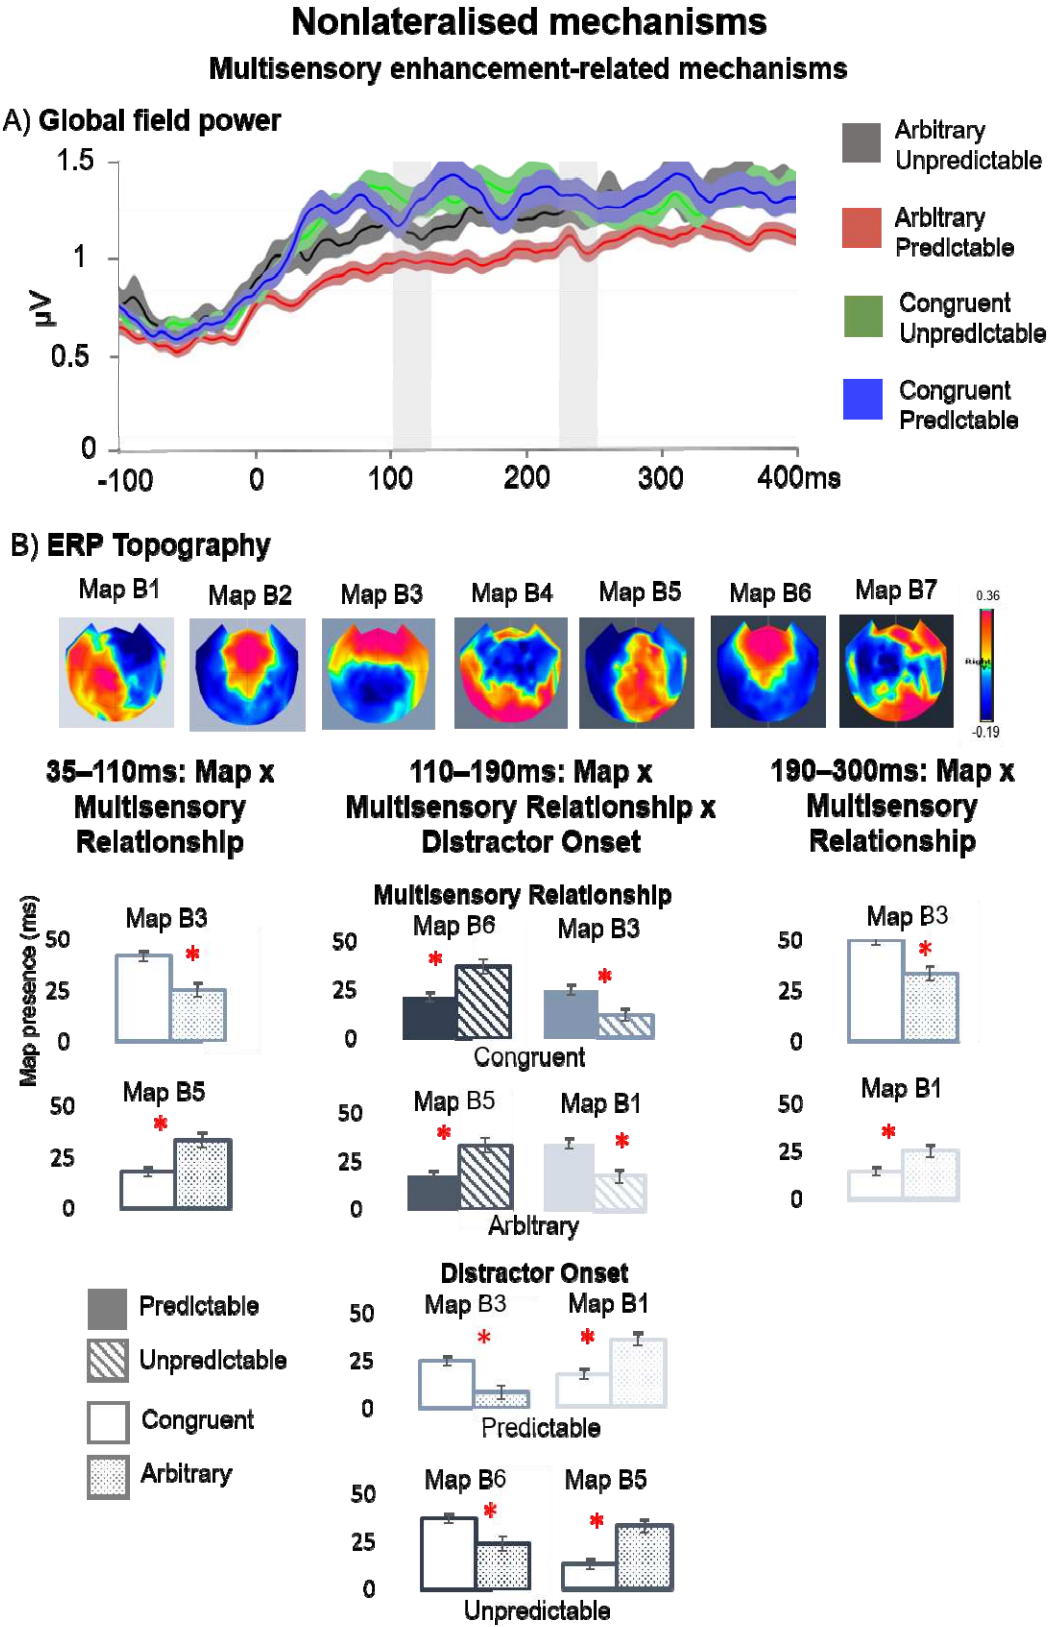 Nonlateralised mechanisms
Multisensory enhancement-related mechanisms
A) Global field power
1.5
1
0.5
0
µV
-100
0
100
200
300
400ms
Arbitrary
Unpredictable
Arbitrary
Predictable
Congruent
Unpredictable
Congruent
Predictable
B) ERP Topography
Map B1
Map B2
Map B3
Map B4
Map B5
Map B6
Map B7
0.36
-0.19
35–110ms: Map x
Multisensory
Relationship
110–190ms: Map x
Multisensory Relationship x
Distractor Onset
190–300ms: Map x
Multisensory
Relationship
Map presence (ms)
Map B3
50
*
25
0
Map B5
50
*
25
0
Multisensory Relationship
Map B6
Map B3
50
*
*
25
0
Congruent
Map B5
Map B1
50
*
*
25
0
Arbitrary
Distractor Onset
Map B3
Map B1
50
*
*
25
0
Predictable
Map B6
Map B5
50
*
*
25
0
Unpredictable
Map B3
50
*
25
0
Map B1
50
*
25
0
Predictable
Unpredictable
Congruent
Arbitrary